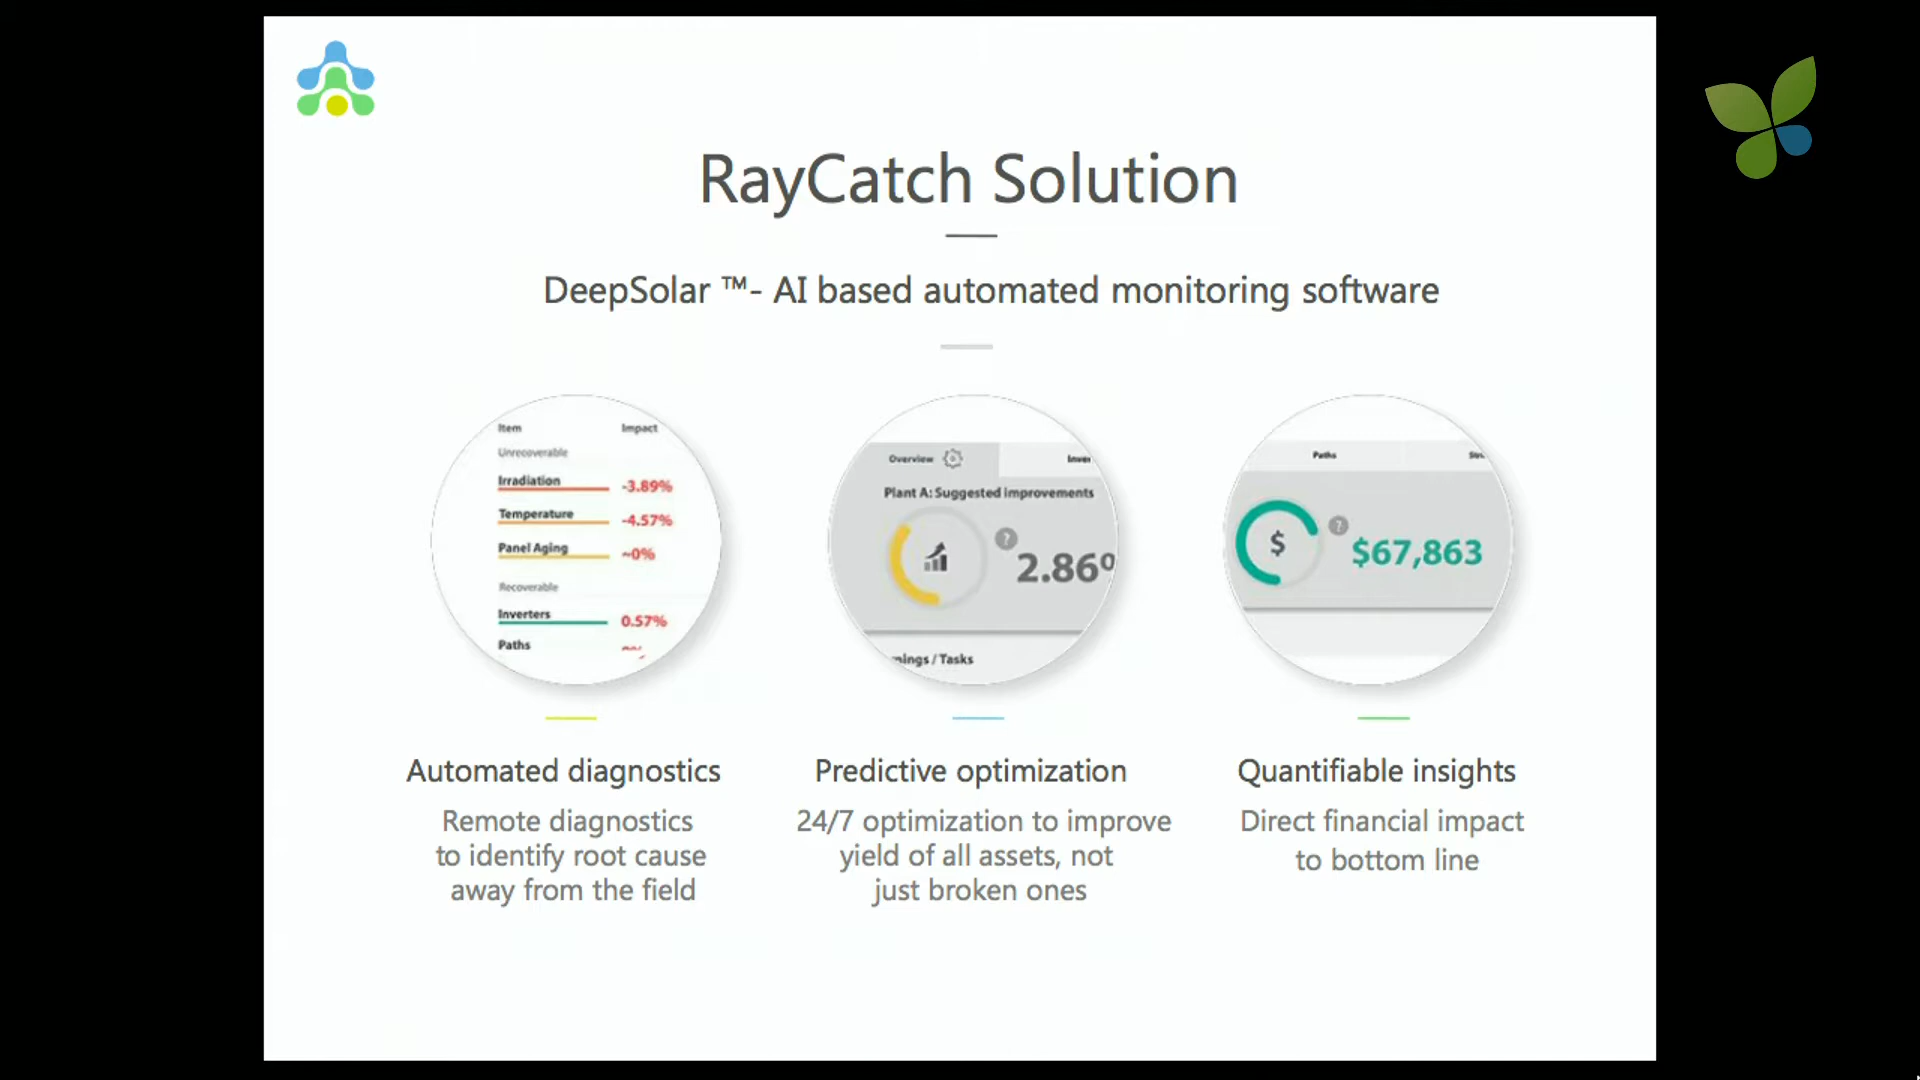 RayCatch Solution
DeepSolar ™- AI based automated monitoring software
Item Impact
Unrecoverable
Irradiation -3.89%
Temperature -4.57%
Panel Aging ~0%
Recoverable
Inverters 0.57%
Paths
Overview
Plant A: Suggested improvements
? 2.86
/ Tasks
Paths
$ ? $67,863
Automated diagnostics
Remote diagnostics
to identify root cause
away from the field
Predictive optimization
24/7 optimization to improve
yield of all assets, not
just broken ones
Quantifiable insights
Direct financial impact
to bottom line